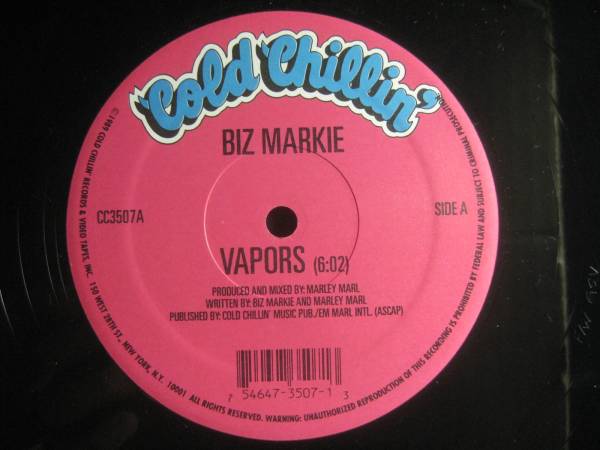 'Cold Chillin'
BIZ MARKIE
CC3507A
SIDE A
VAPORS (6:02)
PRODUCED AND MIXED BY: MARLEY MARL
WRITTEN BY: BIZ MARKIE AND MARLEY MARL
PUBLISHED BY: COLD CHILLIN' MUSIC PUB./EM MARL INTL. (ASCAP)
7 54647-3507-1 3
1989 COLD CHILLIN' RECORDS & VIDEO TAPES, INC. 150 WEST 28TH ST., NEW YORK, N.Y. 10001 ALL RIGHTS RESERVED. WARNING: UNAUTHORIZED REPRODUCTION OF THIS RECORDING IS PROHIBITED BY FEDERAL LAW AND SUBJECT TO CRIMINAL PROSECUTION